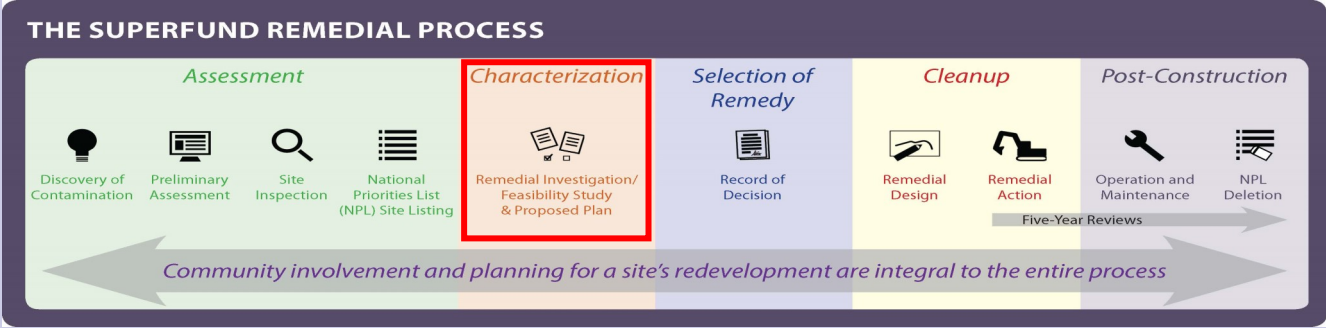 THE SUPERFUND REMEDIAL PROCESS
Assessment
Discovery of
Contamination
Preliminary
Assessment
Site
Inspection
National
Priorities List
(NPL) Site Listing
Characterization
Remedial Investigation/
Feasibility Study
& Proposed Plan
Selection of
Remedy
Record of
Decision
Cleanup
Remedial
Design
Remedial
Action
Post-Construction
Operation and
Maintenance
NPL
Deletion
Five-Year Reviews
Community involvement and planning for a site's redevelopment are integral to the entire process